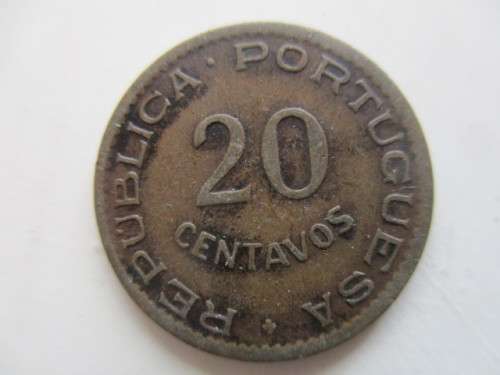 REPUBLICA · PORTUGUESA
20
CENTAVOS